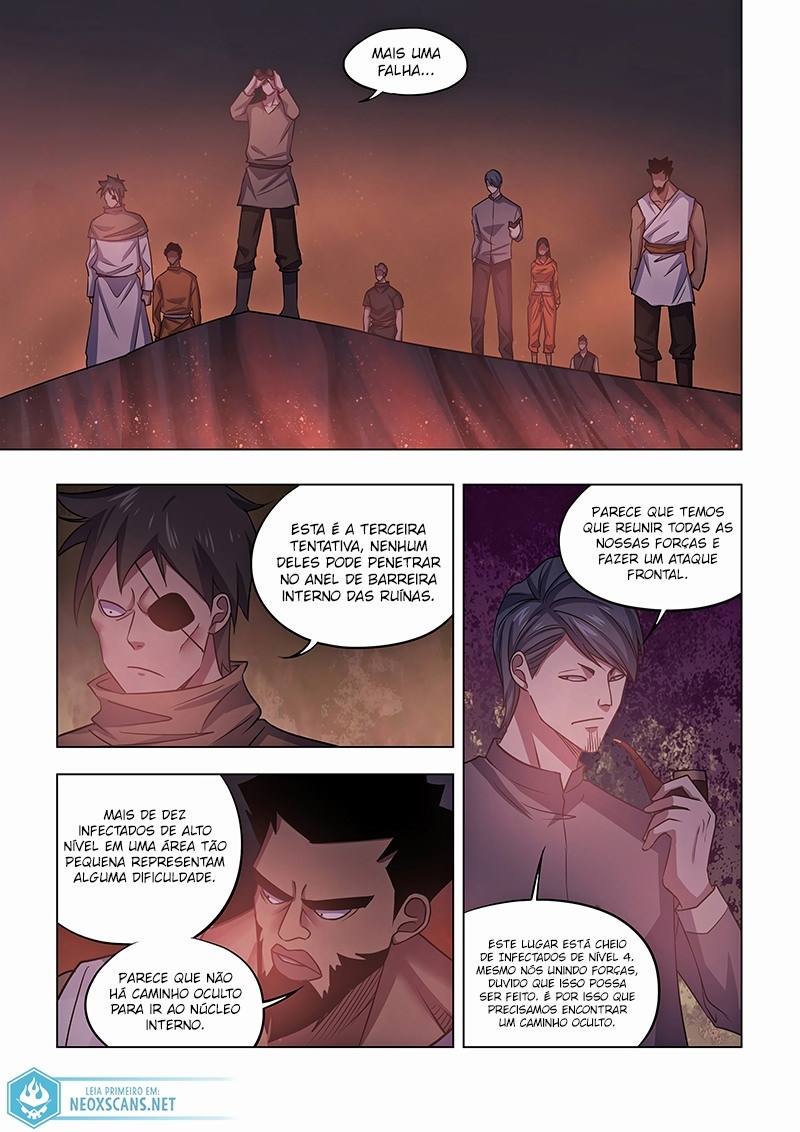 MAIS UMA
FALHA...
ESTA É A TERCEIRA
TENTATIVA, NENHUM
DELES PODE PENETRAR
NO ANEL DE BARREIRA
INTERNO DAS RUÍNAS.
PARECE QUE TEMOS
QUE REUNIR TODAS AS
NOSSAS FORÇAS E
FAZER UM ATAQUE
FRONTAL.
MAIS DE DEZ
INFECTADOS DE ALTO
NÍVEL EM UMA ÁREA TÃO
PEQUENA REPRESENTAM
ALGUMA DIFICULDADE.
PARECE QUE NÃO
HÁ CAMINHO OCULTO
PARA IR AO NÚCLEO
INTERNO.
ESTE LUGAR ESTÁ CHEIO
DE INFECTADOS DE NÍVEL 4.
MESMO NÓS UNINDO FORÇAS,
DUVIDO QUE ISSO POSSA
SER FEITO. É POR ISSO QUE
PRECISAMOS ENCONTRAR
UM CAMINHO OCULTO.
LEIA PRIMEIRO EM:
NEOXSCANS.NET